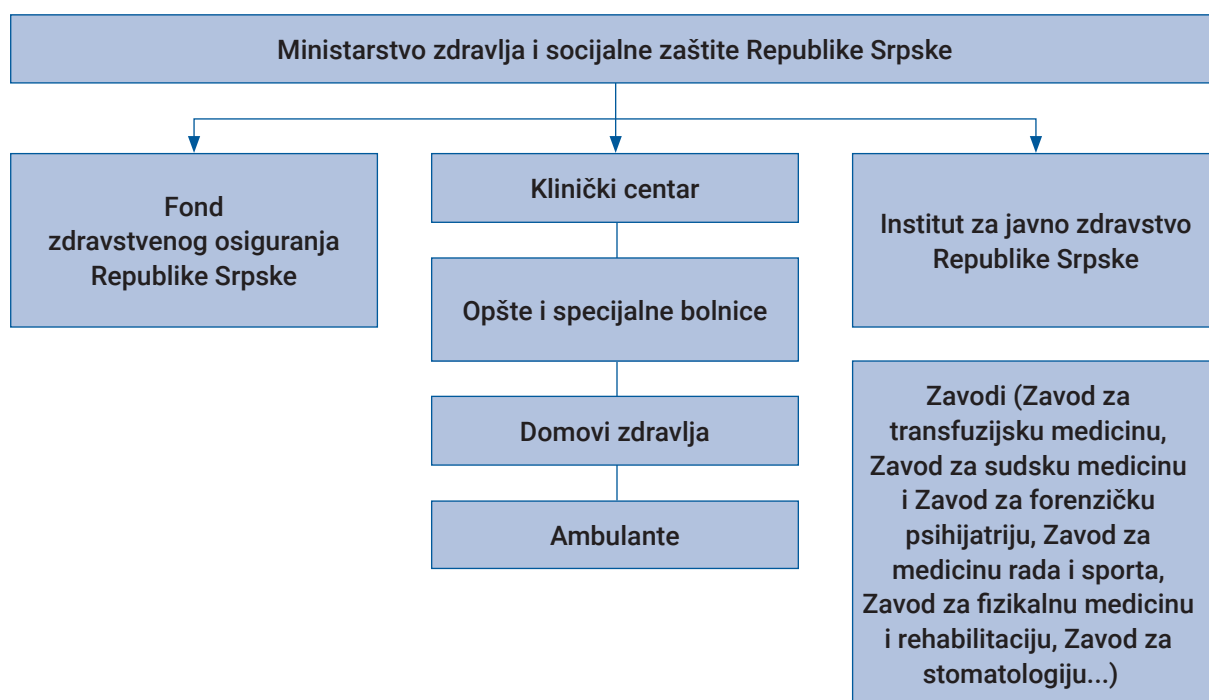 Ministarstvo zdravlja i socijalne zaštite Republike Srpske
Fond
zdravstvenog osiguranja
Republike Srpske
Klinički centar
Opšte i specijalne bolnice
Domovi zdravlja
Ambulante
Institut za javno zdravstvo
Republike Srpske
Zavodi (Zavod za
transfuzijsku medicinu,
Zavod za sudsku medicinu
i Zavod za forenzičku
psihijatriju, Zavod za
medicinu rada i sporta,
Zavod za fizikalnu medicinu
i rehabilitaciju, Zavod za
stomatologiju...)